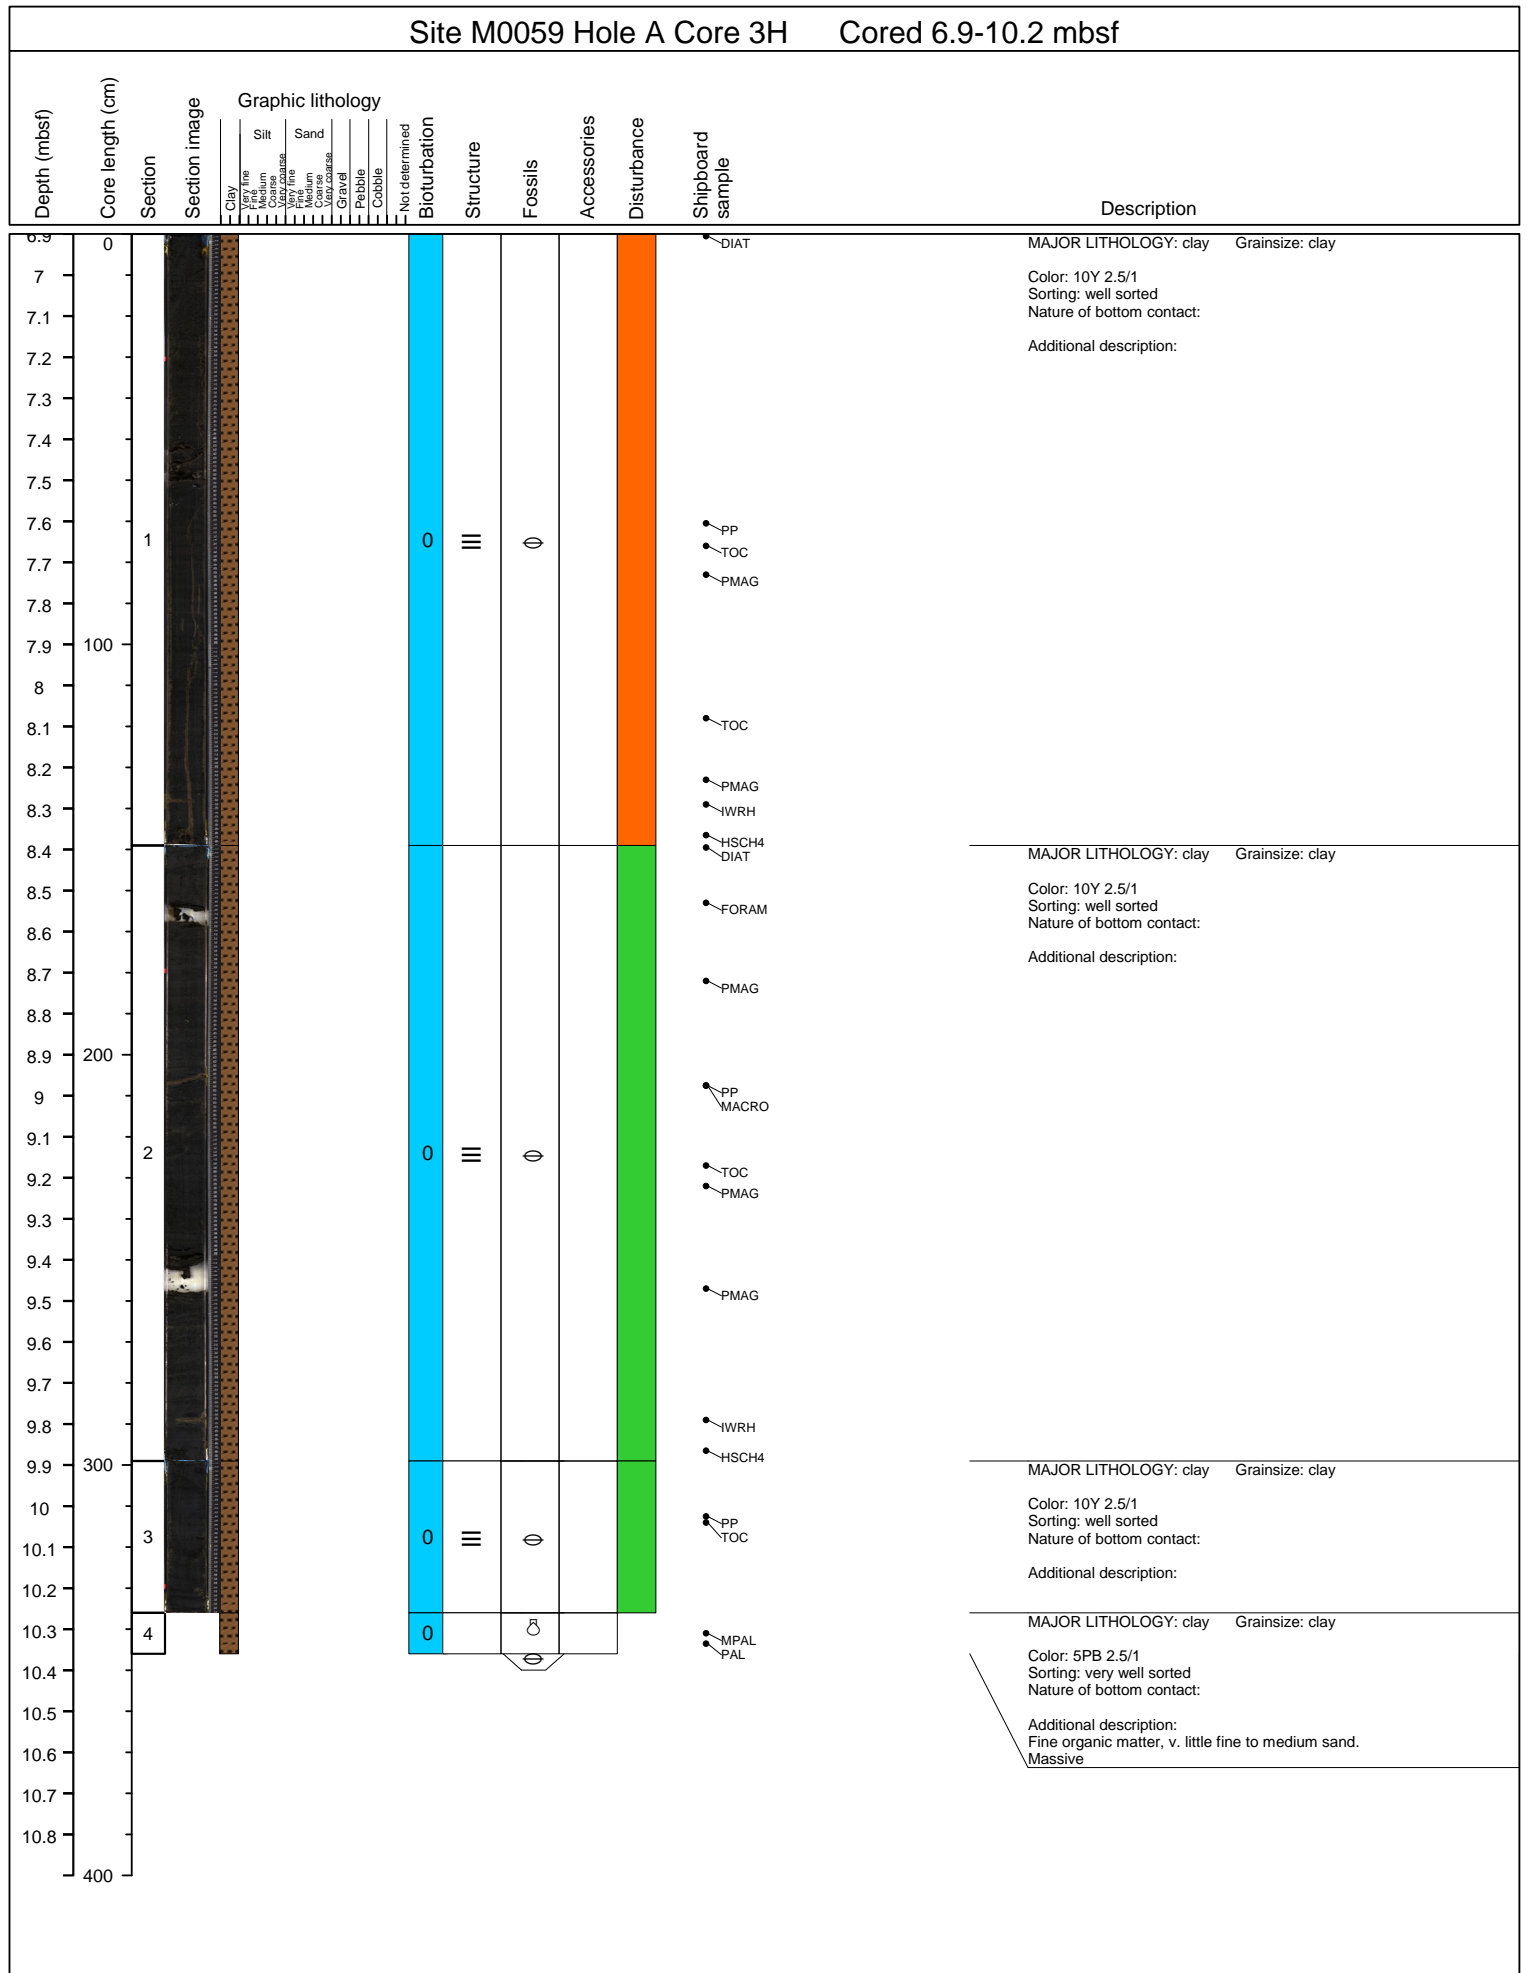 Site M0059 Hole A Core 3H Cored 6.9-10.2 mbsf
Depth (mbsf)
Core length (cm)
Section
Section image
Graphic lithology
Clay
Silt
Very fine
Fine
Medium
Coarse
Very coarse
Sand
Very fine
Fine
Medium
Coarse
Very coarse
Gravel
Pebble
Cobble
Not determined
Bioturbation
Structure
Fossils
Accessories
Disturbance
Shipboard
sample
Description
6.9
7
7.1
7.2
7.3
7.4
7.5
7.6
7.7
7.8
7.9
8
8.1
8.2
8.3
8.4
8.5
8.6
8.7
8.8
8.9
9
9.1
9.2
9.3
9.4
9.5
9.6
9.7
9.8
9.9
10
10.1
10.2
10.3
10.4
10.5
10.6
10.7
10.8
0
100
200
300
400
1
2
3
4
0
0
0
0
DIAT
PP
TOC
PMAG
TOC
PMAG
IWRH
HSCH4
DIAT
FORAM
PMAG
PP
MACRO
TOC
PMAG
PMAG
IWRH
HSCH4
PP
TOC
MPAL
PAL
MAJOR LITHOLOGY: clay Grainsize: clay
Color: 10Y 2.5/1
Sorting: well sorted
Nature of bottom contact:
Additional description:
MAJOR LITHOLOGY: clay Grainsize: clay
Color: 10Y 2.5/1
Sorting: well sorted
Nature of bottom contact:
Additional description:
MAJOR LITHOLOGY: clay Grainsize: clay
Color: 10Y 2.5/1
Sorting: well sorted
Nature of bottom contact:
Additional description:
MAJOR LITHOLOGY: clay Grainsize: clay
Color: 5PB 2.5/1
Sorting: very well sorted
Nature of bottom contact:
Additional description:
Fine organic matter, v. little fine to medium sand.
Massive